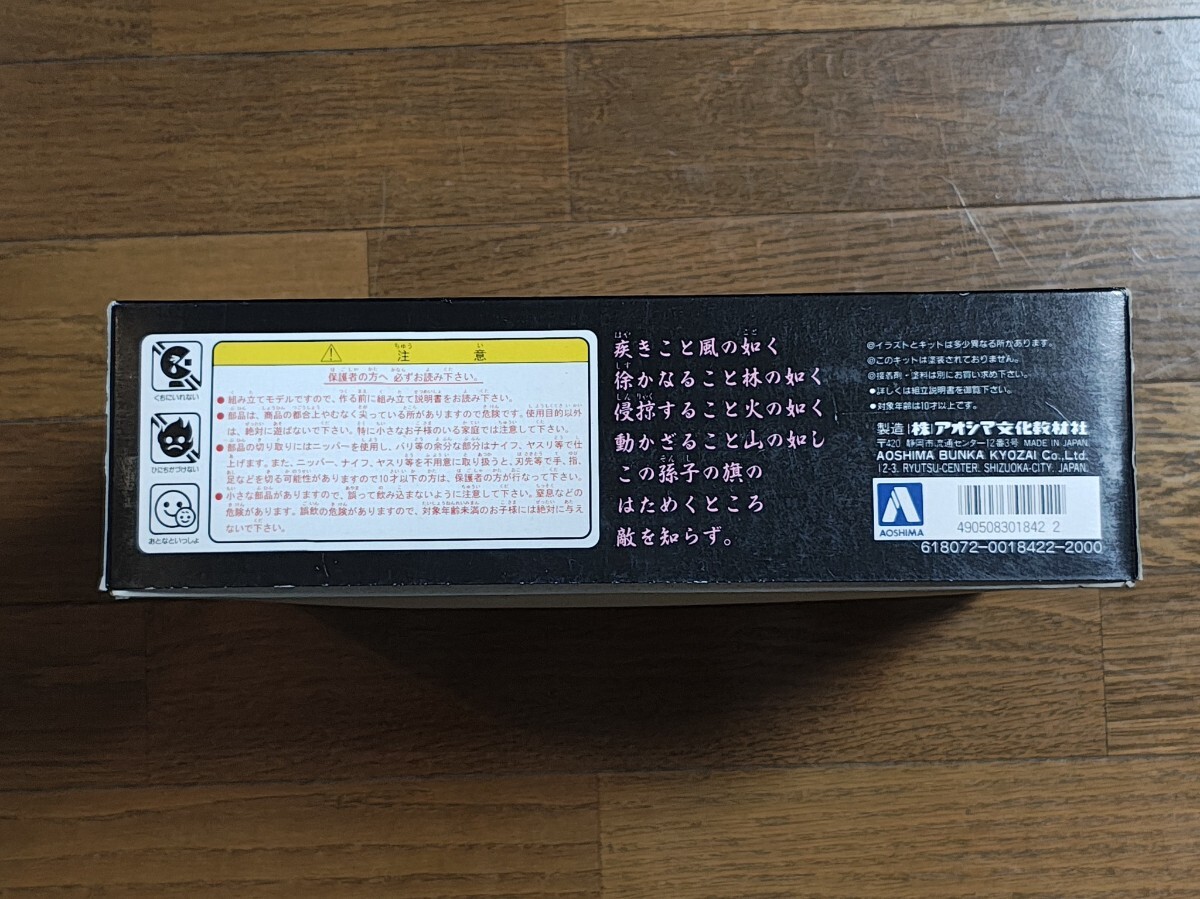 くちにいれない
ひにちかづけない
おとなといっしょ
注意
ちゅうい
保護者の方へ 必ずお読み下さい。
●組み立てモデルですので、作る前に組み立て説明書をお読み下さい。
●部品は、商品の都合上やむなく尖っている所がありますので危険です。使用目的以外
は、絶対に遊ばないで下さい。特に小さなお子様のいる家庭では注意して下さい。
●部品の切り取りにはニッパーを使用し、バリ等の余分な部分はナイフ、ヤスリ等で仕
上げます。また、ニッパー、ナイフ、ヤスリ等を不用意に取り扱うと、刃先等で手、指、
足などを切る可能性がありますので10才以下の方は、保護者の方が行なって下さい。
●小さな部品がありますので、誤って飲み込まないように注意して下さい。窒息などの
危険があります。誤飲の危険がありますので、対象年齢未満のお子様には絶対に与え
ないで下さい。
疾きこと風の如く
徐かなること林の如く
侵掠すること火の如く
動かざること山の如し
この孫子の旗の
はためくところ
敵を知らず。
@イラストとキットは多少異なる所があります。
@このキットは塗装されておりません。
@接着剤・塗料は別にお買い求め下さい。
●詳しくは組立説明書を御覧下さい。
●対象年齢は10才以上です。
製造 (株)アオシマ文化教材社
〒420 静岡市流通センター12番3号 MADE IN JAPAN
AOSHIMA BUNKA KYOZAI Co.,Ltd.
12-3. RYUTSU-CENTER. SHIZUOKA-CITY. JAPAN.
AOSHIMA
490508301842 2
618072-0018422-2000